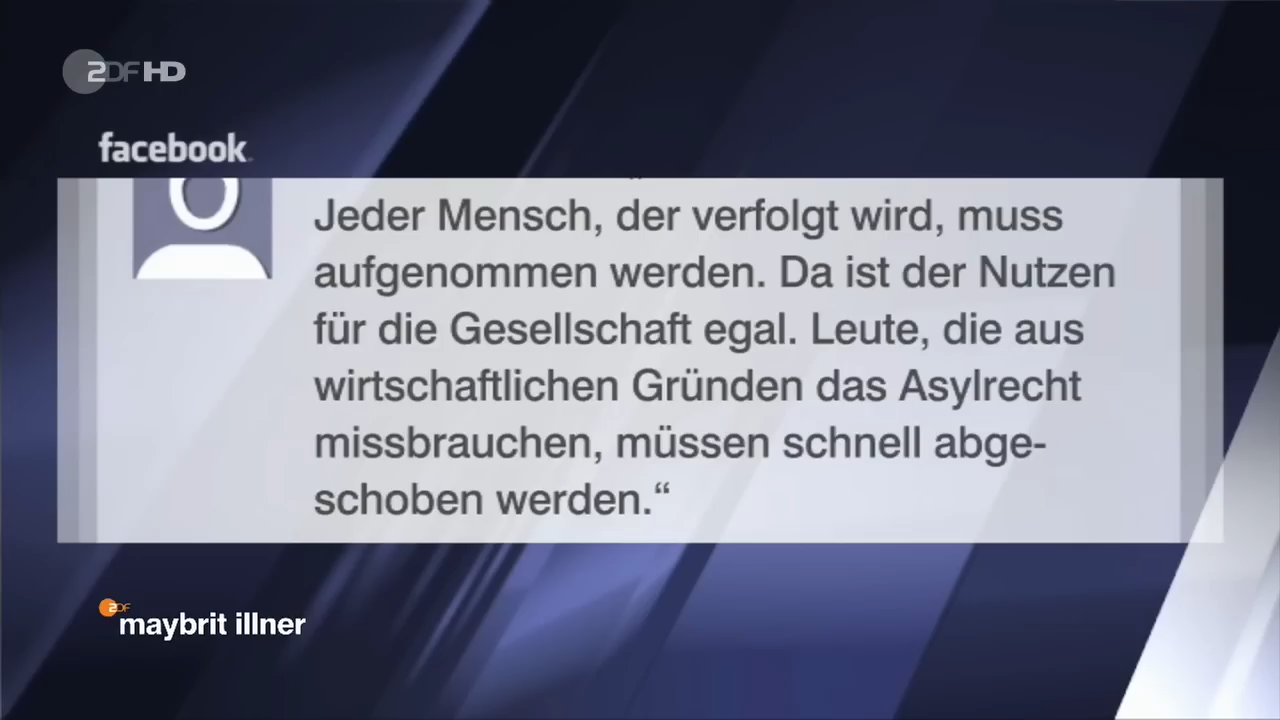 ZDF HD
facebook
Jeder Mensch, der verfolgt wird, muss
aufgenommen werden. Da ist der Nutzen
für die Gesellschaft egal. Leute, die aus
wirtschaftlichen Gründen das Asylrecht
missbrauchen, müssen schnell abge-
schoben werden.“
ZDF
maybrit illner